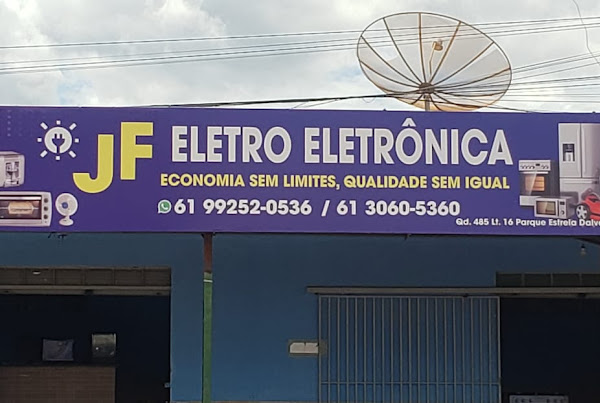 JF ELETRO ELETRÔNICA
ECONOMIA SEM LIMITES, QUALIDADE SEM IGUAL
61 99252-0536 / 61 3060-5360
Qd. 485 Lt. 16 Parque Estrela Dalva